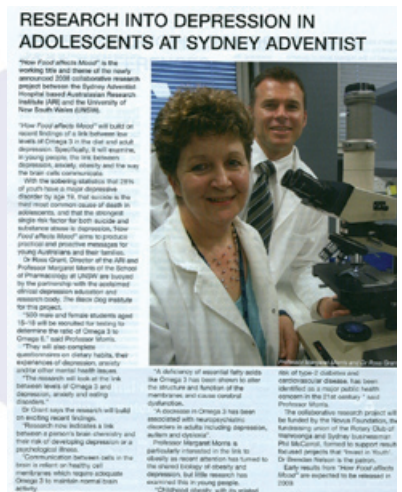 RESEARCH INTO DEPRESSION IN
ADOLESCENTS AT SYDNEY ADVENTIST
"How Food affects Mood" is the
working title and theme of the newly
announced 2008 collaborative research
project between the Sydney Adventist
Hospital based Australasian Research
Institute (ARI) and the University of
New South Wales (UNSW).
"How Food affects Mood" will build on
recent findings of a link between low
levels of Omega 3 in the diet and adult
depression. Specifically, it will examine,
in young people, the link between
depression, anxiety, obesity and the way
the brain cells communicate.
With the sobering statistics that 28%
of youth have a major depressive
disorder by age 19, that suicide is the
third most common cause of death in
adolescents, and that the strongest
single risk factor for both suicide and
substance abuse is depression, "How
Food affects Mood" aims to produce
practical and proactive messages for
young Australians and their families.
Dr Ross Grant, Director of the ARI and
Professor Margaret Morris of the School
of Pharmacology at UNSW are buoyed
by the partnership with the acclaimed
clinical depression education and
research body, The Black Dog Institute
for this project.
"500 male and female students aged
16-18 will be recruited for testing to
determine the ratio of Omega 3 to
Omega 6," said Professor Morris.
"They will also complete
questionnaires on dietary habits, their
experiences of depression, anxiety
and/or other mental health issues.
"The research will look at the link
between levels of Omega 3 and
depression, anxiety and eating
disorders."
Dr Grant says the research will build
on exciting recent findings.
"Research now indicates a link
between a person's brain chemistry and
their risk of developing depression or a
psychological illness.
"Communication between cells in the
brain is reliant on healthy cell
membranes which require adequate
Omega 3 to maintain normal brain
activity.
Professor Margaret Morris and Dr Ross Grant
"A deficiency of essential fatty acids
like Omega 3 has been shown to alter
the structure and function of the
membranes, and cause cerebral
dysfunction.
"A decrease in Omega 3 has been
associated with neuropsychiatric
disorders in adults including depression,
autism and dyslexia".
Professor Margaret Morris is
particularly interested in the link to
obesity as recent attention has turned to
the shared biology of obesity and
depression, but little research has
examined this in young people.
"Childhood obesity, with its related
risk of type-2 diabetes and
cardiovascular disease, has been
identified as a major public health
concern in the 21st century" said
Professor Morris.
The collaborative research project will
be funded by the Nexus Foundation, the
fundraising union of the Rotary Club of
Wahroonga and Sydney businessman
Phil McCarroll, formed to support results
focused projects that 'Invest in Youth'.
Dr Brendan Nelson is the patron.
Early results from "How Food affects
Mood" are expected to be released in
2009.